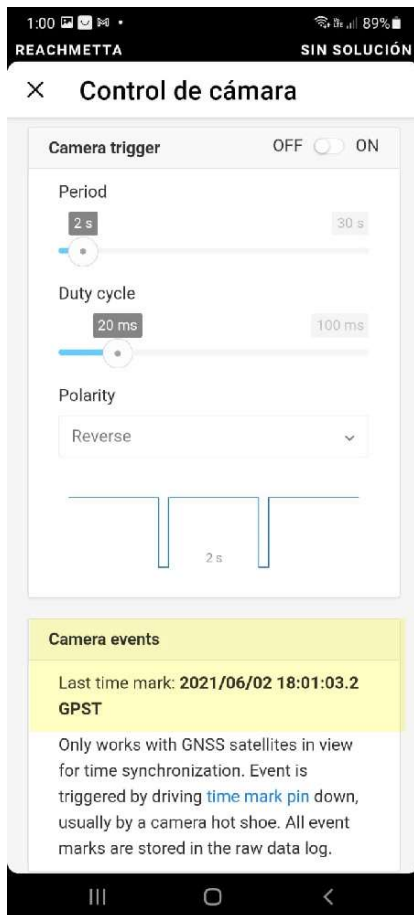 1:00 89%
REACHMETTA SIN SOLUCIÓN
Control de cámara
Camera trigger OFF ON
Period
2 s 30 s
Duty cycle
20 ms 100 ms
Polarity
Reverse
2 s
Camera events
Last time mark: 2021/06/02 18:01:03.2
GPST
Only works with GNSS satellites in view
for time synchronization. Event is
triggered by driving time mark pin down,
usually by a camera hot shoe. All event
marks are stored in the raw data log.